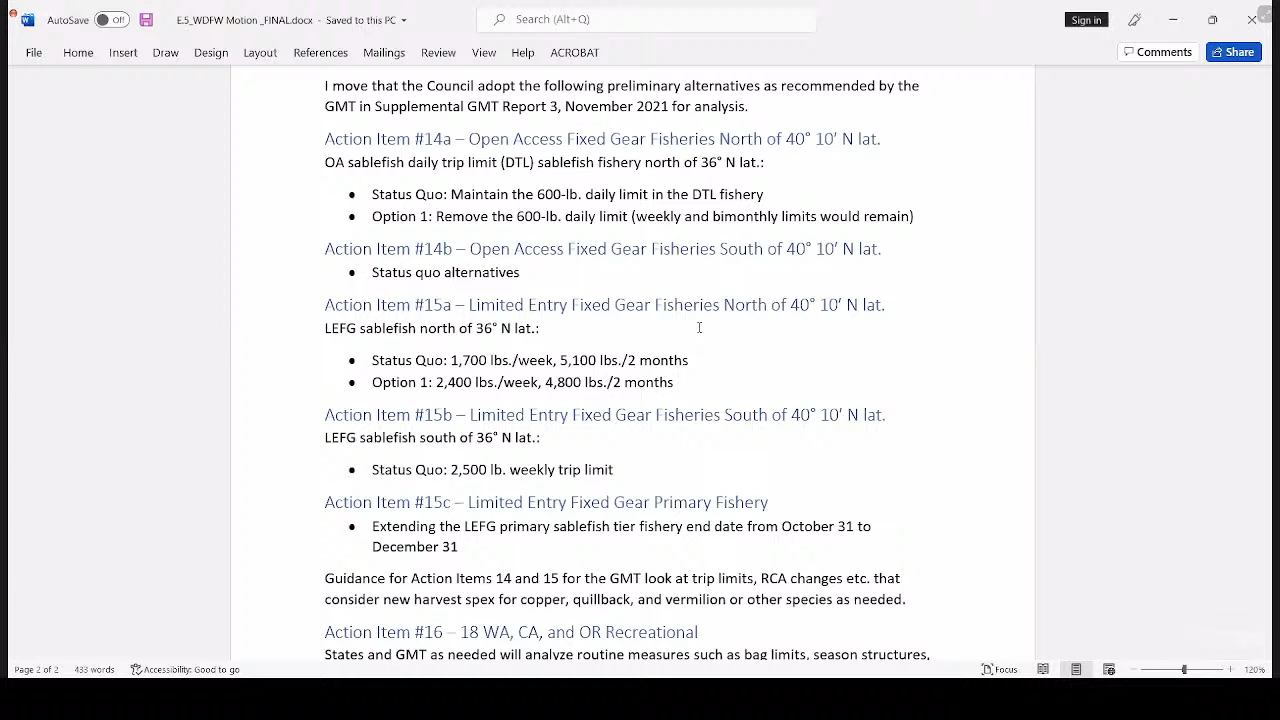 AutoSave Off E.5_WDFW Motion _FINAL.docx - Saved to this PC Search (Alt+Q) Sign in
File Home Insert Draw Design Layout References Mailings Review View Help ACROBAT Comments Share
I move that the Council adopt the following preliminary alternatives as recommended by the
GMT in Supplemental GMT Report 3, November 2021 for analysis.
Action Item #14a – Open Access Fixed Gear Fisheries North of 40° 10′ N lat.
OA sablefish daily trip limit (DTL) sablefish fishery north of 36° N lat.:
• Status Quo: Maintain the 600-lb. daily limit in the DTL fishery
• Option 1: Remove the 600-lb. daily limit (weekly and bimonthly limits would remain)
Action Item #14b – Open Access Fixed Gear Fisheries South of 40° 10′ N lat.
• Status quo alternatives
Action Item #15a – Limited Entry Fixed Gear Fisheries North of 40° 10′ N lat.
LEFG sablefish north of 36° N lat.:
• Status Quo: 1,700 lbs./week, 5,100 lbs./2 months
• Option 1: 2,400 lbs./week, 4,800 lbs./2 months
Action Item #15b – Limited Entry Fixed Gear Fisheries South of 40° 10′ N lat.
LEFG sablefish south of 36° N lat.:
• Status Quo: 2,500 lb. weekly trip limit
Action Item #15c – Limited Entry Fixed Gear Primary Fishery
• Extending the LEFG primary sablefish tier fishery end date from October 31 to
December 31
Guidance for Action Items 14 and 15 for the GMT look at trip limits, RCA changes etc. that
consider new harvest spex for copper, quillback, and vermilion or other species as needed.
Action Item #16 – 18 WA, CA, and OR Recreational
States and GMT as needed will analyze routine measures such as bag limits, season structures,
Page 2 of 2 433 words Accessibility: Good to go Focus 120%